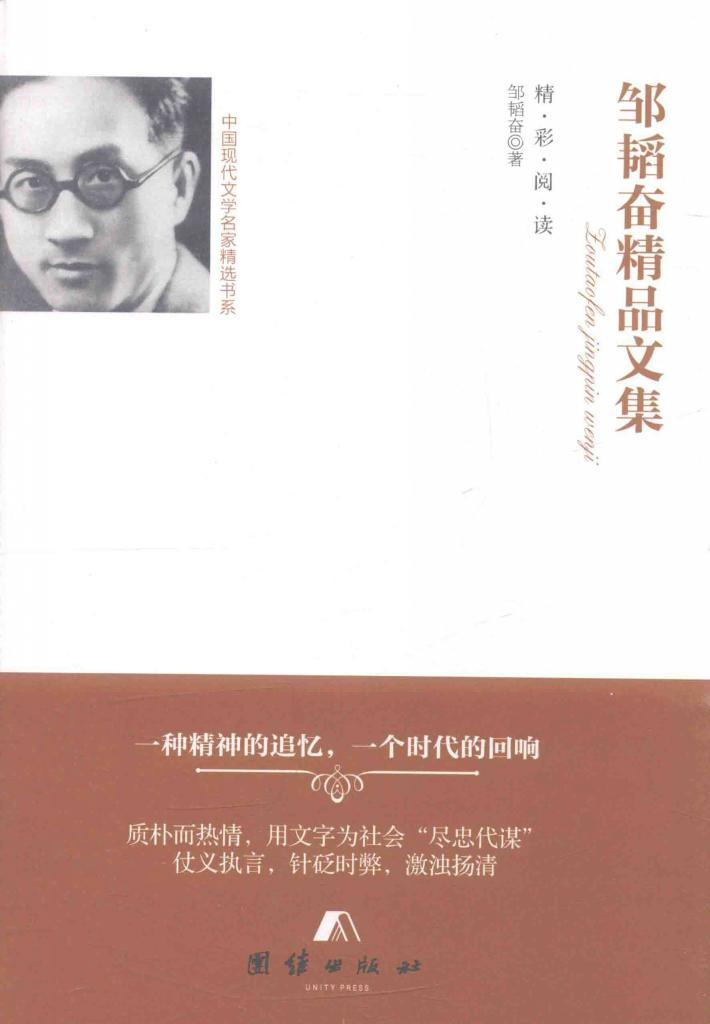 邹韬奋精品文集
Zoutaofen jingpin wenji
精·彩·阅·读
邹韬奋◎著
中国现代文学名家精选书系
一种精神的追忆，一个时代的回响
质朴而热情，用文字为社会“尽忠代谋”
仗义执言，针砭时弊，激浊扬清
团结出版社
UNITY PRESS